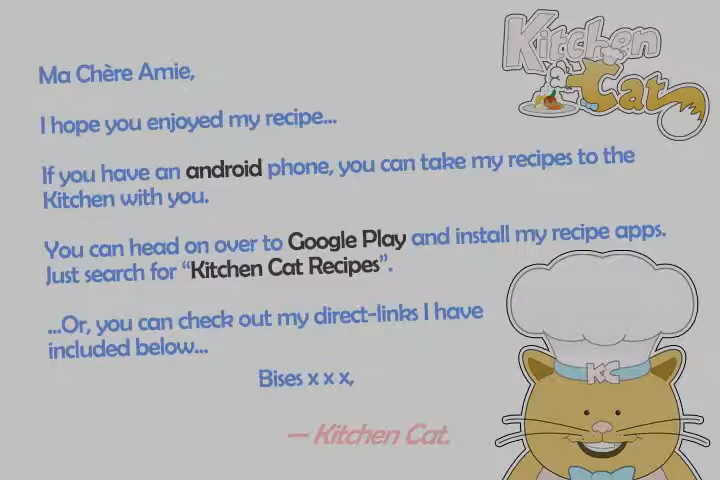 Kitchen
Cat
Ma Chère Amie,
I hope you enjoyed my recipe...
If you have an android phone, you can take my recipes to the
Kitchen with you.
You can head on over to Google Play and install my recipe apps.
Just search for “Kitchen Cat Recipes”.
...Or, you can check out my direct-links I have
included below...
Bises x x x,
— Kitchen Cat.
KC